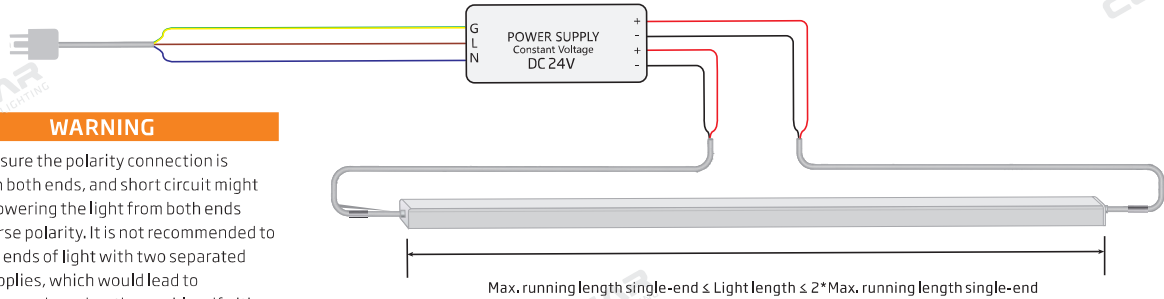 G
L
N
POWER SUPPLY
Constant Voltage
DC 24V
+
-
+
-
LIGHTING
WARNING
sure the polarity connection is
both ends, and short circuit might
owering the light from both ends
rse polarity. It is not recommended to
ends of light with two separated
plies, which would lead to
Max. running length single-end ≤ Light length ≤ 2*Max. running length single-end